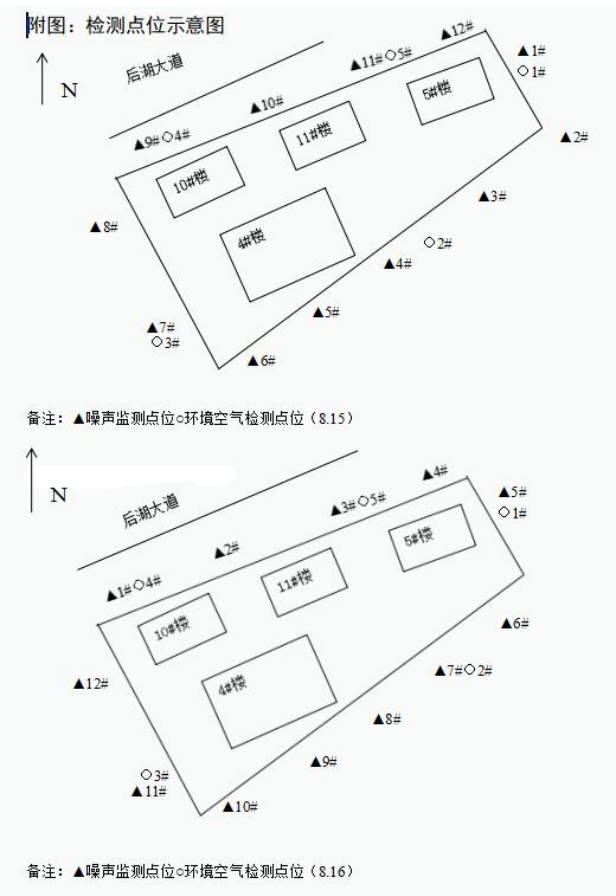 附图：检测点位示意图
▲12#
▲1#
后湖大道
▲11#○5#
○1#
N
5#楼
▲10#
▲9#○4#
11#楼
▲2#
10#楼
▲3#
▲8#
4#楼
○2#
▲4#
▲5#
▲7#
○3#
▲6#
备注：▲噪声监测点位○环境空气检测点位（8.15）
N
▲4#
▲5#
后湖大道
▲3#○5#
○1#
5#楼
▲2#
▲1#○4#
11#楼
10#楼
▲6#
▲12#
4#楼
▲7#○2#
▲8#
▲9#
○3#
▲11#
▲10#
备注：▲噪声监测点位○环境空气检测点位（8.16）